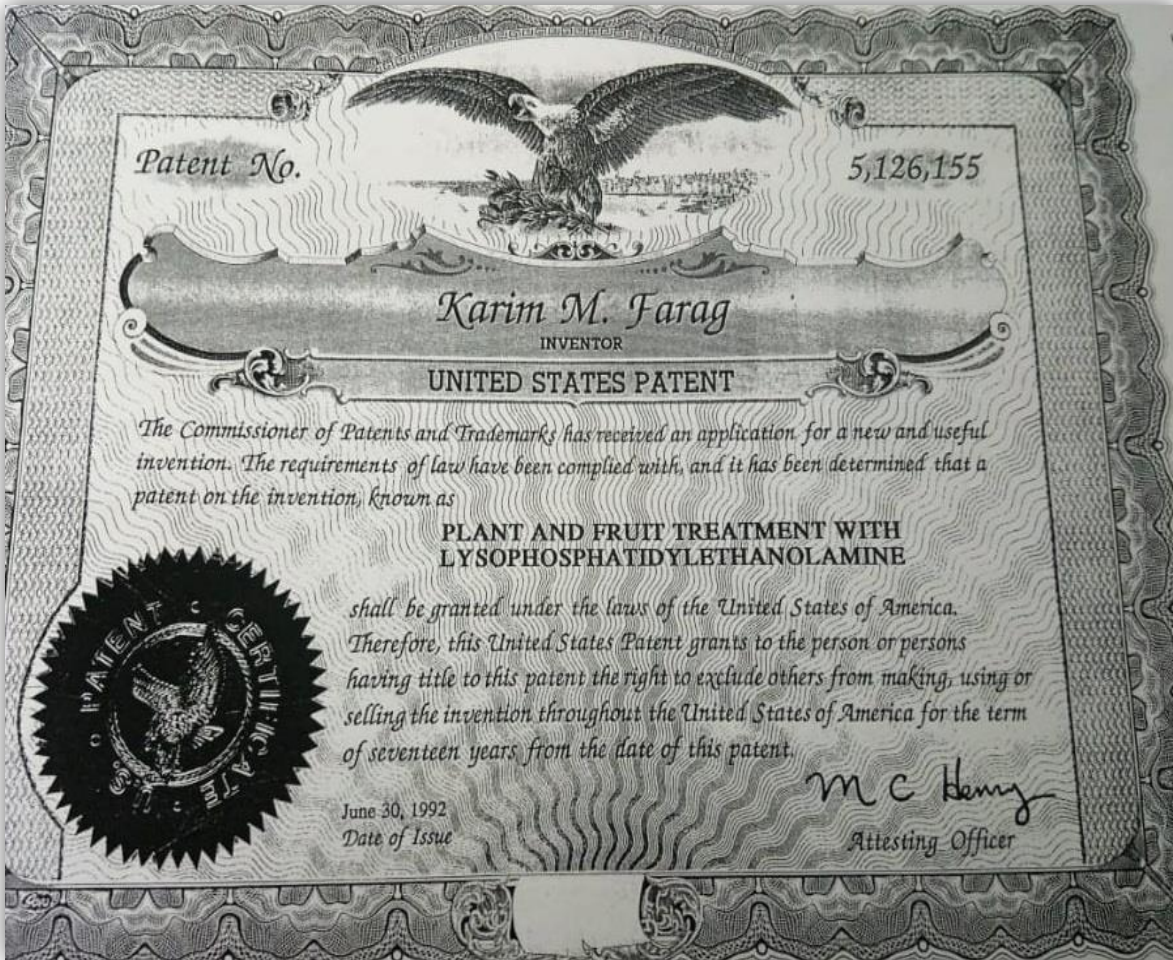 Patent No. 5,126,155
Karim M. Farag
INVENTOR
UNITED STATES PATENT
The Commissioner of Patents and Trademarks has received an application for a new and useful
invention. The requirements of law have been complied with, and it has been determined that a
patent on the invention, known as
PLANT AND FRUIT TREATMENT WITH
LYSOPHOSPHATIDYLETHANOLAMINE
shall be granted under the laws of the United States of America.
Therefore, this United States Patent grants to the person or persons
having title to this patent the right to exclude others from making, using or
selling the invention throughout the United States of America for the term
of seventeen years from the date of this patent.
PATENT CERTIFICATE
M C Henry
June 30, 1992
Date of Issue
Attesting Officer